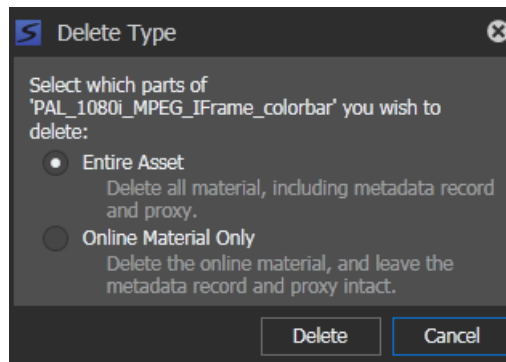 Delete Type
Select which parts of
'PAL_1080i_MPEG_IFrame_colorbar' you wish to
delete:
Entire Asset
Delete all material, including metadata record
and proxy.
Online Material Only
Delete the online material, and leave the
metadata record and proxy intact.
Delete Cancel